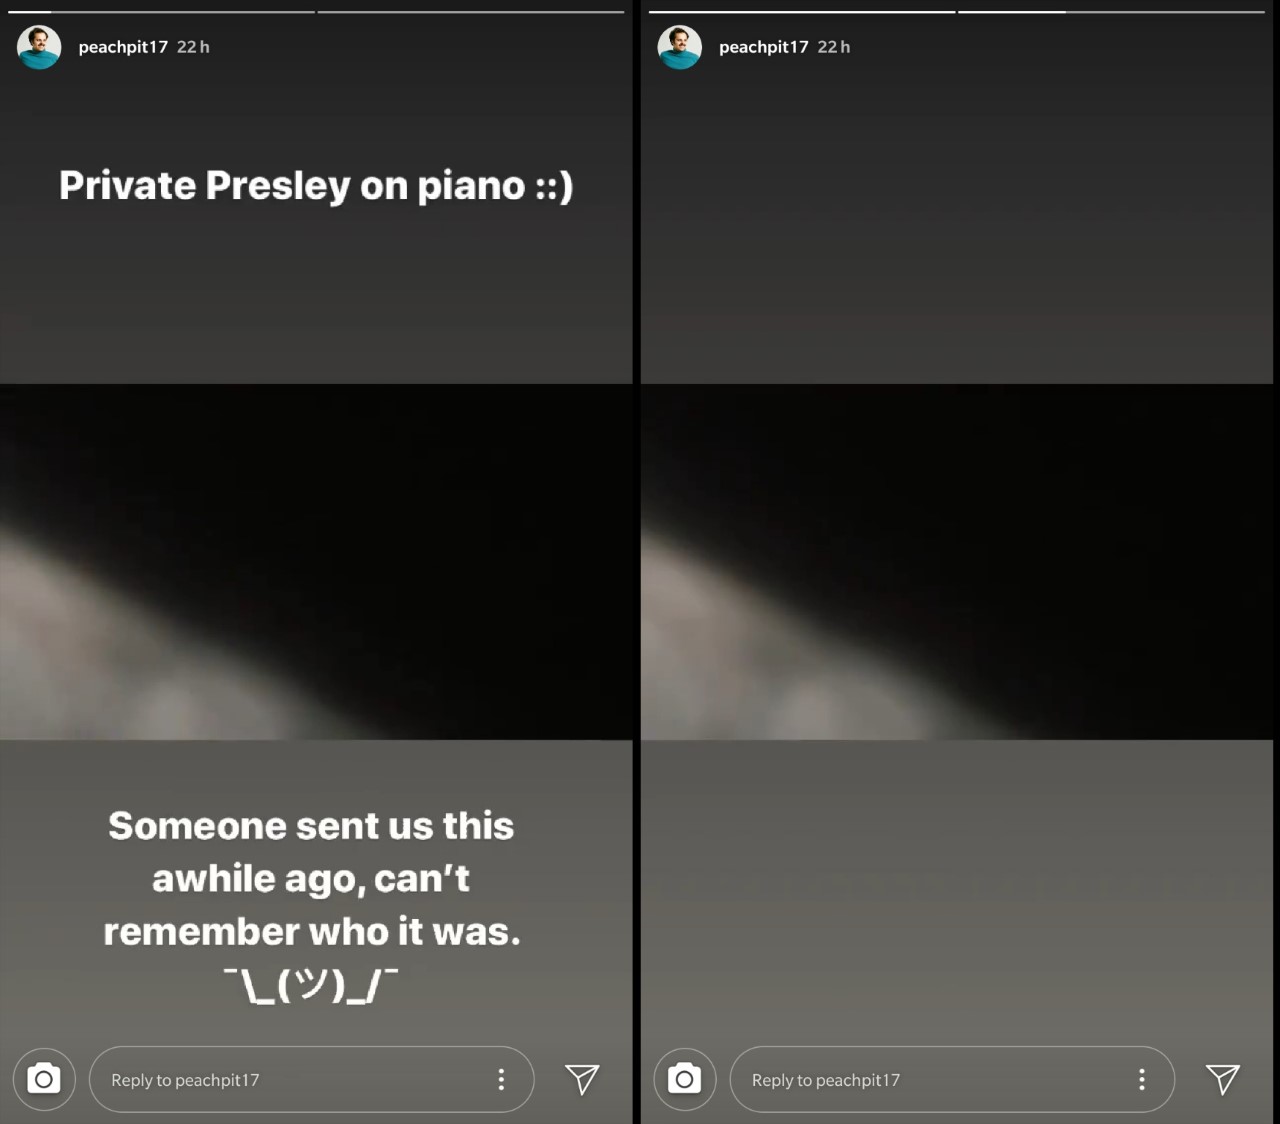 peachpit17 22 h
Private Presley on piano ::)
Someone sent us this
awhile ago, can’t
remember who it was.
¯\_(ツ)_/¯
Reply to peachpit17
peachpit17 22 h
Reply to peachpit17